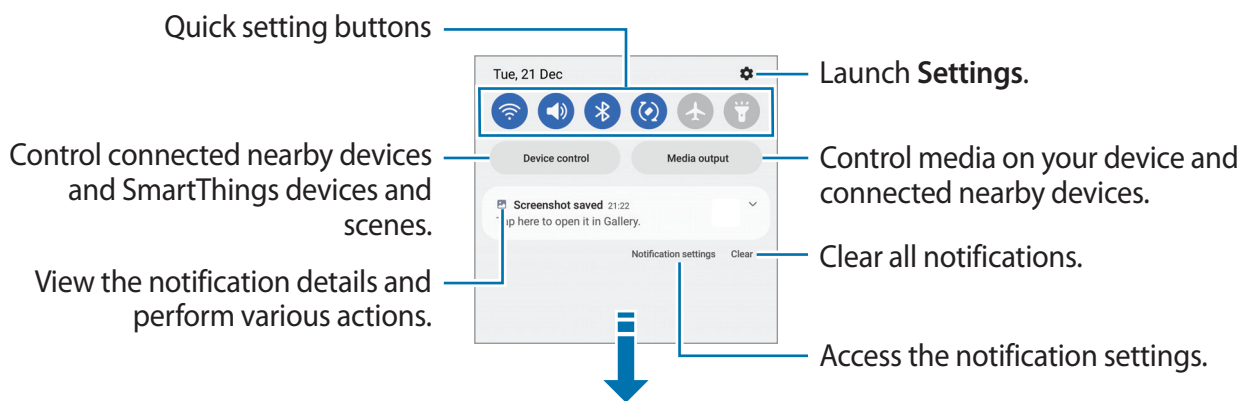 Quick setting buttons
Tue, 21 Dec
Launch Settings.
Control connected nearby devices
and SmartThings devices and
scenes.
Device control
Media output
Control media on your device and
connected nearby devices.
Screenshot saved 21:22
Tap here to open it in Gallery.
Notification settings
Clear
Clear all notifications.
View the notification details and
perform various actions.
Access the notification settings.